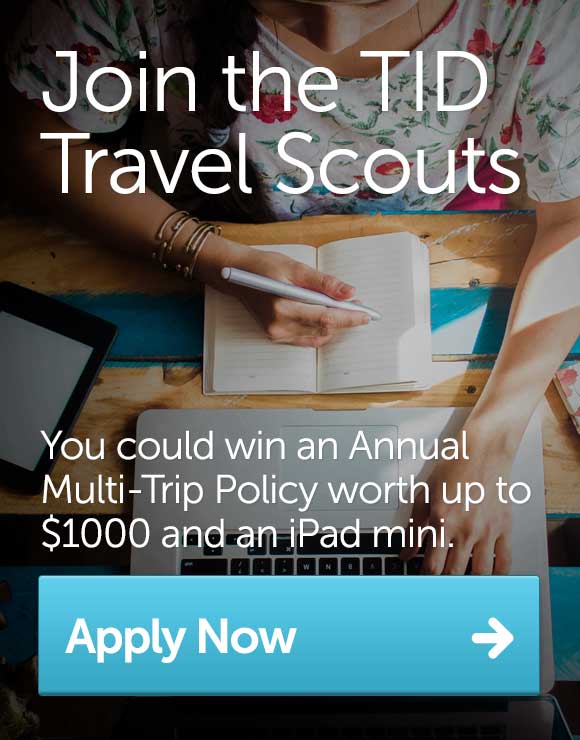 Join the TID
Travel Scouts
You could win an Annual
Multi-Trip Policy worth up to
$1000 and an iPad mini.
Apply Now